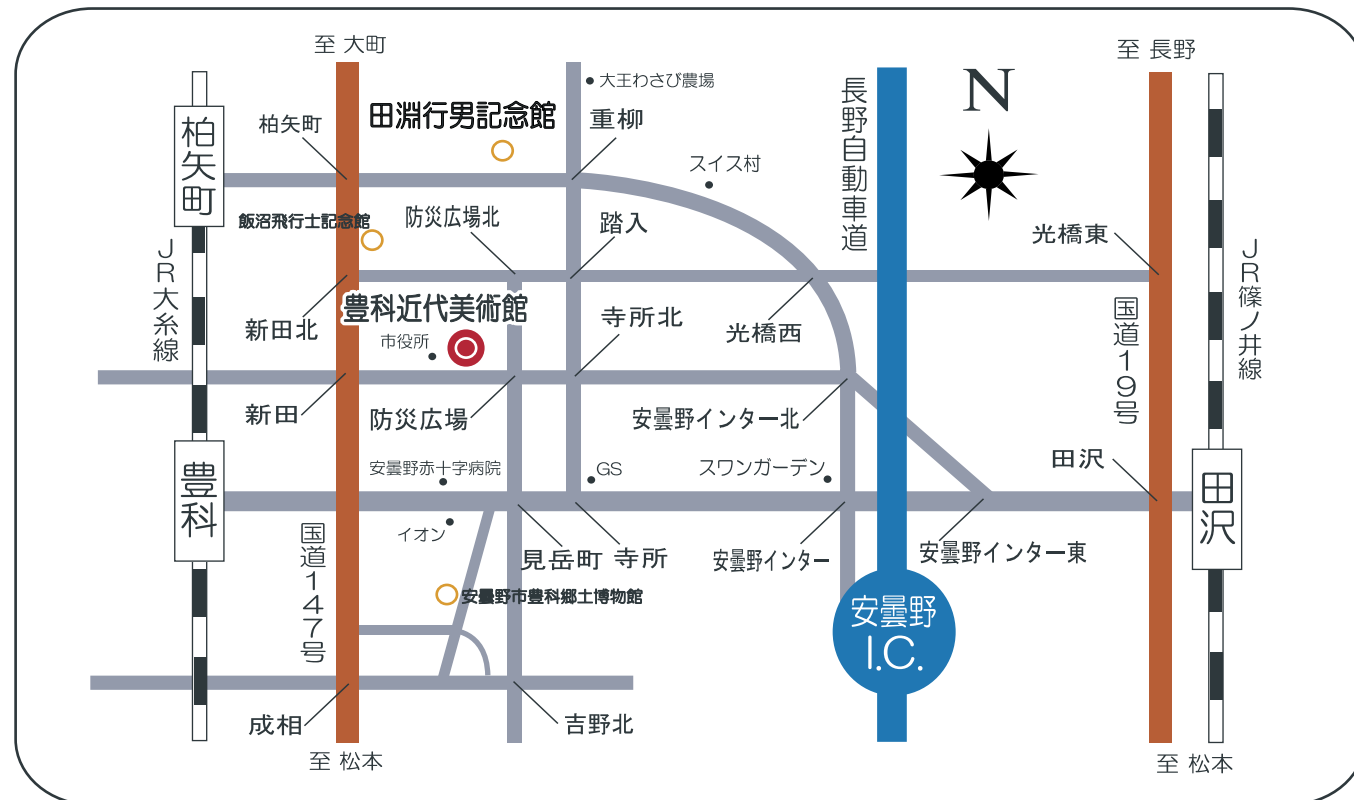 至 大町
至 長野
大王わさび農場
N
長野自動車道
田淵行男記念館
重柳
柏矢町
柏矢町
スイス村
飯沼飛行士記念館
防災広場北
踏入
光橋東
JR大糸線
JR篠ノ井線
豊科近代美術館
新田北
市役所
寺所北
光橋西
国道19号
新田
防災広場
安曇野インター北
安曇野赤十字病院
GS
スワンガーデン
田沢
豊科
田沢
国道147号
イオン
見岳町
寺所
安曇野インター
安曇野インター東
安曇野市豊科郷土博物館
安曇野
I.C.
成相
吉野北
至 松本
至 松本